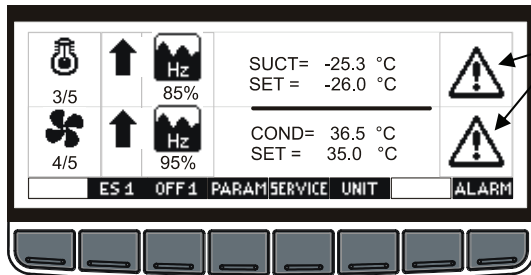 Hz
SUCT= -25.3 °C
SET = -26.0 °C
3/5
85%
Hz
COND= 36.5 °C
SET = 35.0 °C
4/5
95%
ES 1 OFF 1 PARAM SERVICE UNIT ALARM